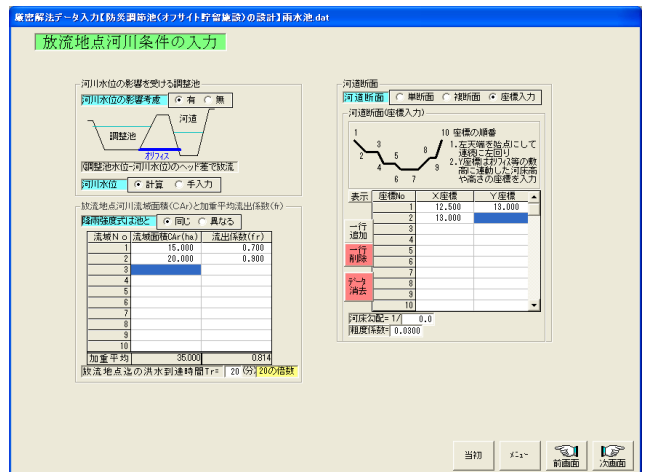 厳密解法データ入力【防災調節池(オフサイト貯留施設)の設計】雨水池.dat
放流地点河川条件の入力
河川水位の影響を受ける調整池
河川水位の影響考慮 有 無
河道
調整池
オリフィス
(調整池水位-河川水位)のヘッド差で放流
河川水位 計算 手入力
放流地点河川流域面積(CAr)と加重平均流出係数(fr)
降雨強度式は池と 同じ 異なる
流域No 流域面積CAr(ha) 流出係数(fr)
1 15.000 0.700
2 20.000 0.900
3
4
5
6
7
8
9
10
加重平均 35.000 0.814
放流地点迄の洪水到達時間Tr= 20 (分) 20の倍数
河道断面
河道断面 単断面 複断面 座標入力
河道断面(座標入力)
1 2 3 4 5 6 7 8 9 10
座標の順番
1.左天端を始点にして
連続に左回り
2.Y座標はオリフィス等の敷
高に連動した河床高
や高さの座標を入力
表示 座標No X座標 Y座標
1 12.500 13.000
2 13.000
3
4
5
6
7
8
9
10
一行
追加
一行
削除
データ
消去
河床勾配= 1/ 0.0
粗度係数= 0.0300
当初 メニュー 前画面 次画面